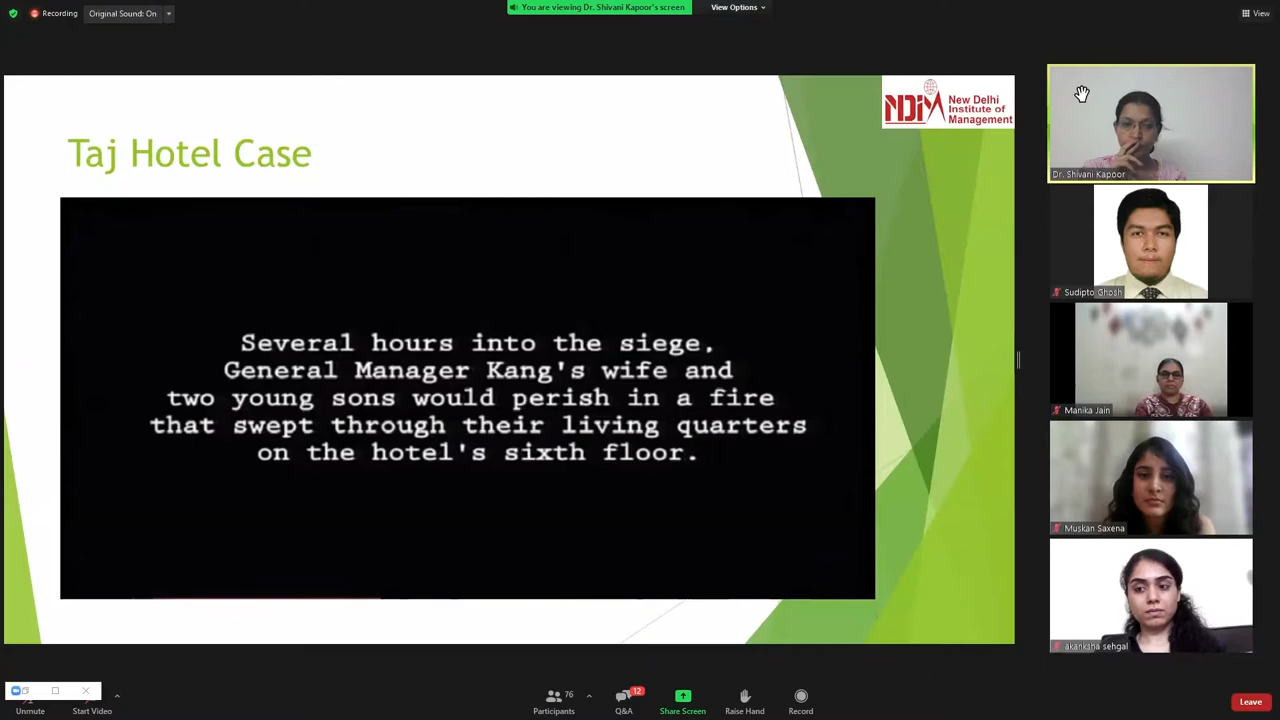 Recording
Original Sound: On
You are viewing Dr. Shivani Kapoor's screen
View Options
View
NDIM
New Delhi
Institute of
Management
Taj Hotel Case
Several hours into the siege,
General Manager Kang's wife and
two young sons would perish in a fire
that swept through their living quarters
on the hotel's sixth floor.
Dr. Shivani Kapoor
Sudipto Ghosh
Manika Jain
Muskan Saxena
akanksha sehgal
Unmute
Start Video
76
Participants
12
Q&A
Share Screen
Raise Hand
Record
Leave